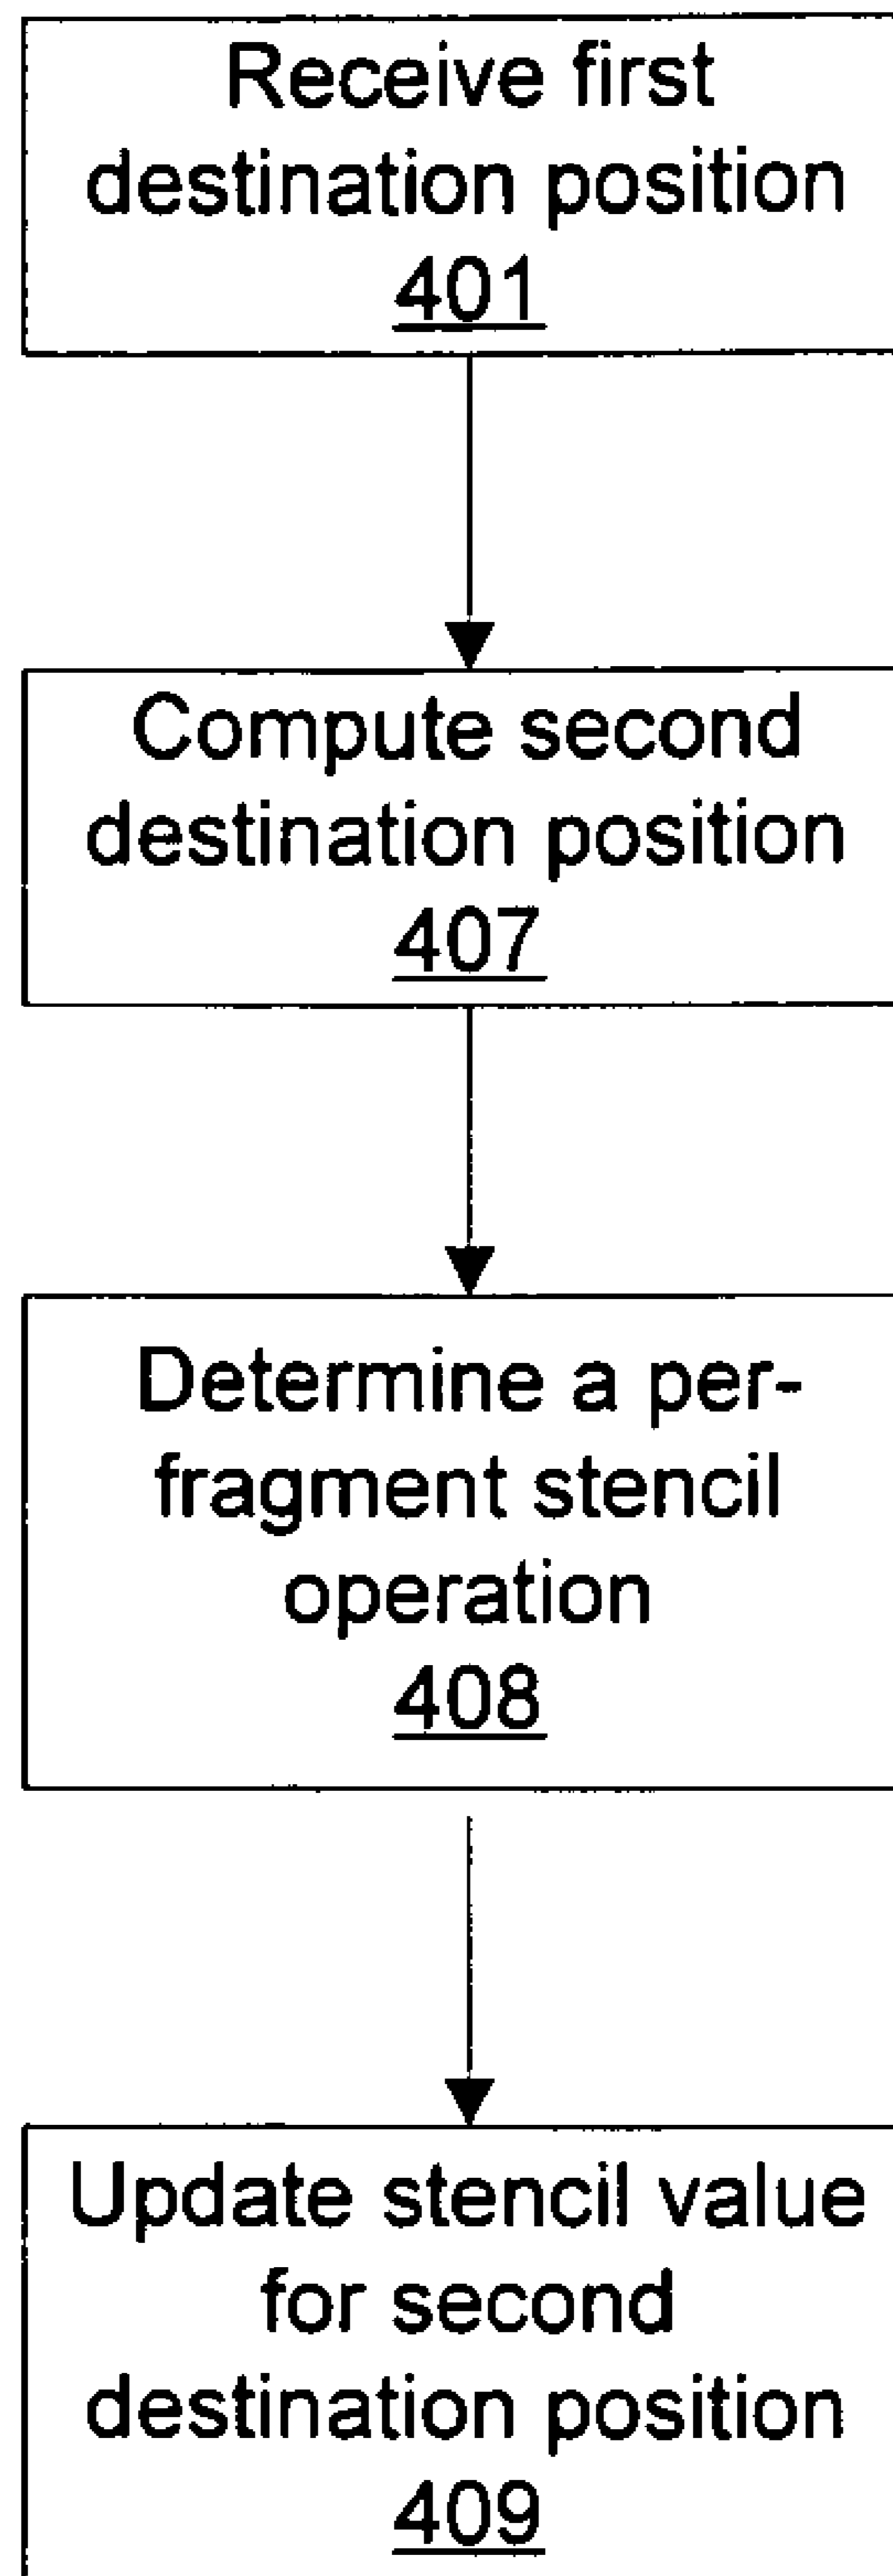 Receive first
destination position
401
Compute second
destination position
407
Determine a per-
fragment stencil
operation
408
Update stencil value
for second
destination position
409